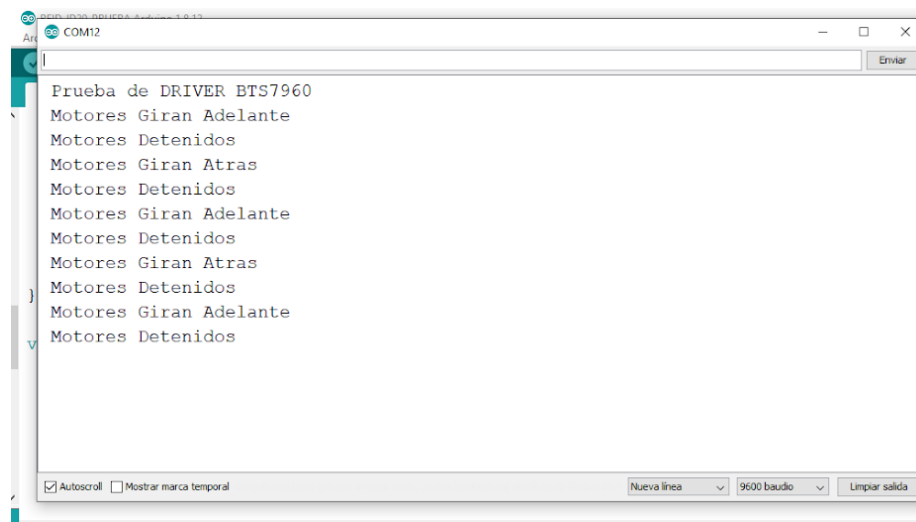 COM12
Enviar
Prueba de DRIVER BTS7960
Motores Giran Adelante
Motores Detenidos
Motores Giran Atras
Motores Detenidos
Motores Giran Adelante
Motores Detenidos
Motores Giran Atras
Motores Detenidos
Motores Giran Adelante
Motores Detenidos
}
v
Autoscroll Mostrar marca temporal Nueva línea 9600 baudio Limpiar salida